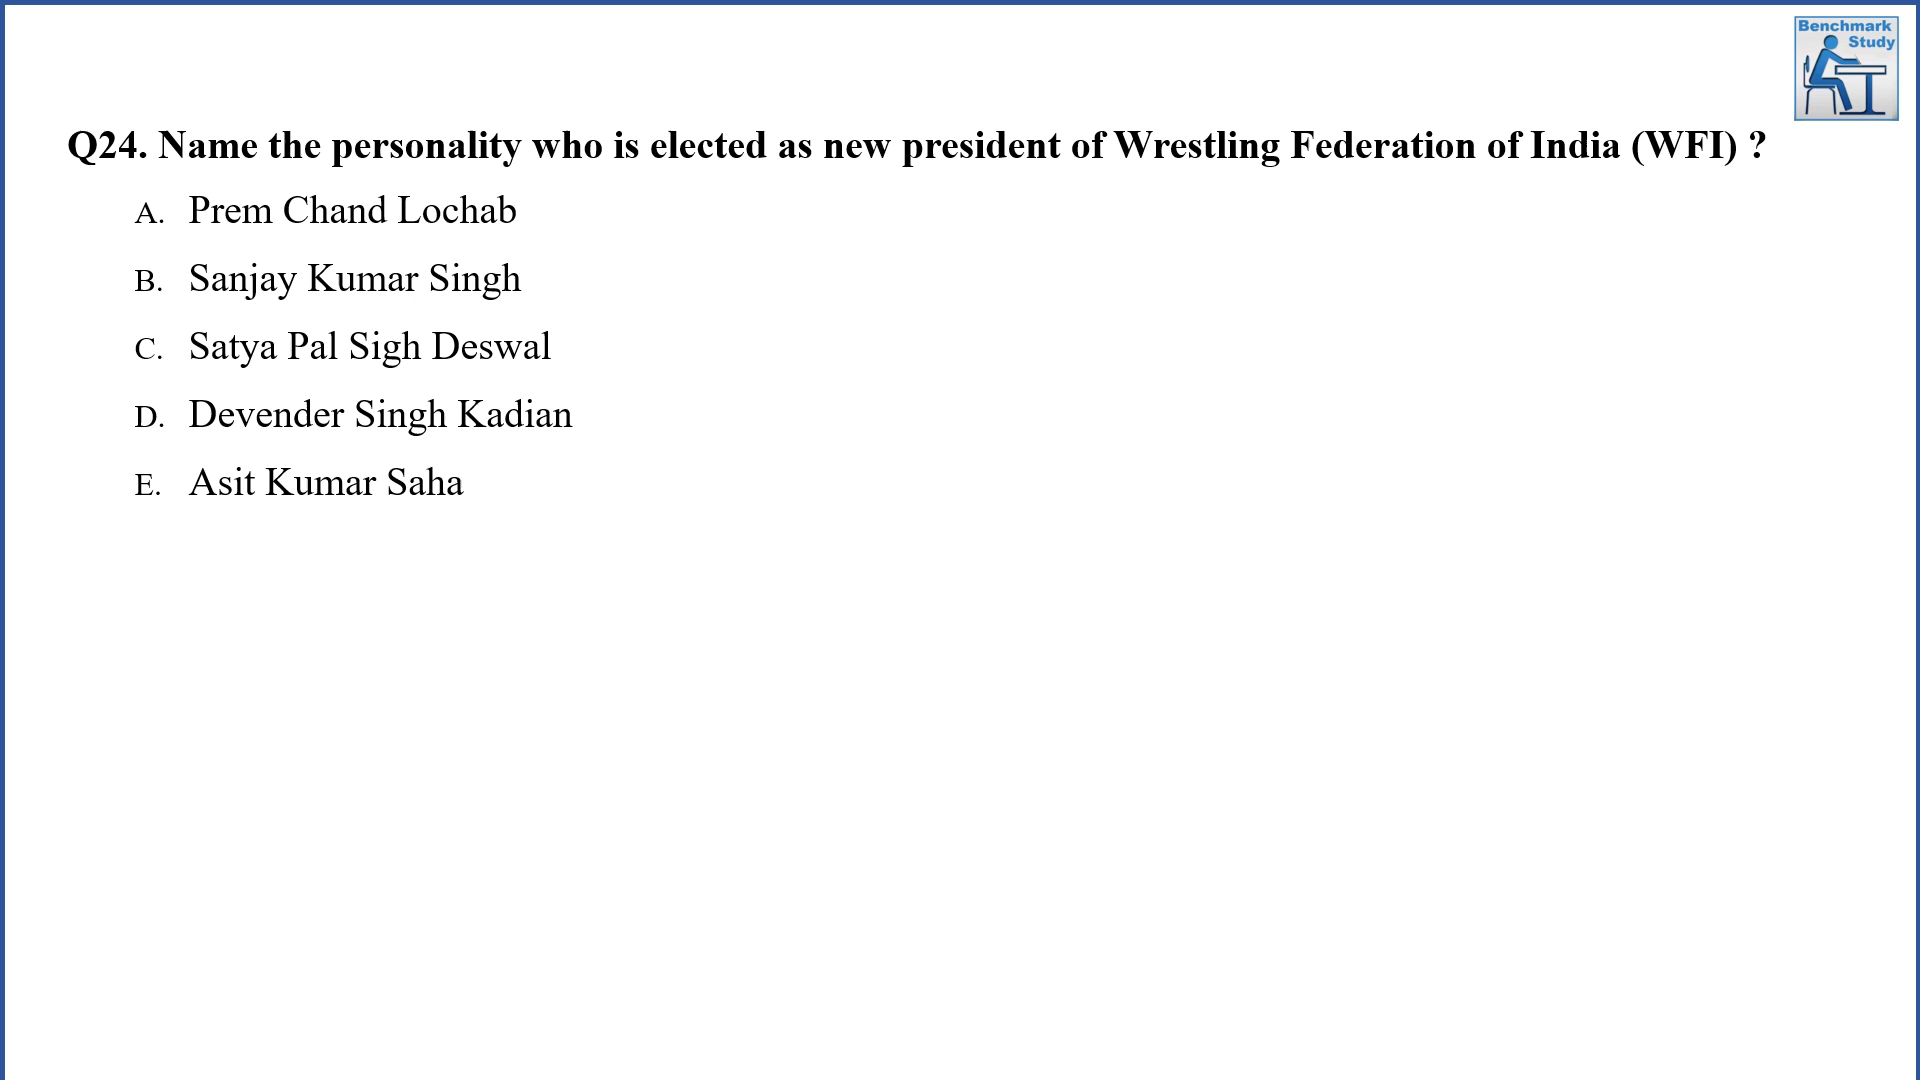 Benchmark
Study
Q24. Name the personality who is elected as new president of Wrestling Federation of India (WFI) ?
A. Prem Chand Lochab
B. Sanjay Kumar Singh
C. Satya Pal Sigh Deswal
D. Devender Singh Kadian
E. Asit Kumar Saha